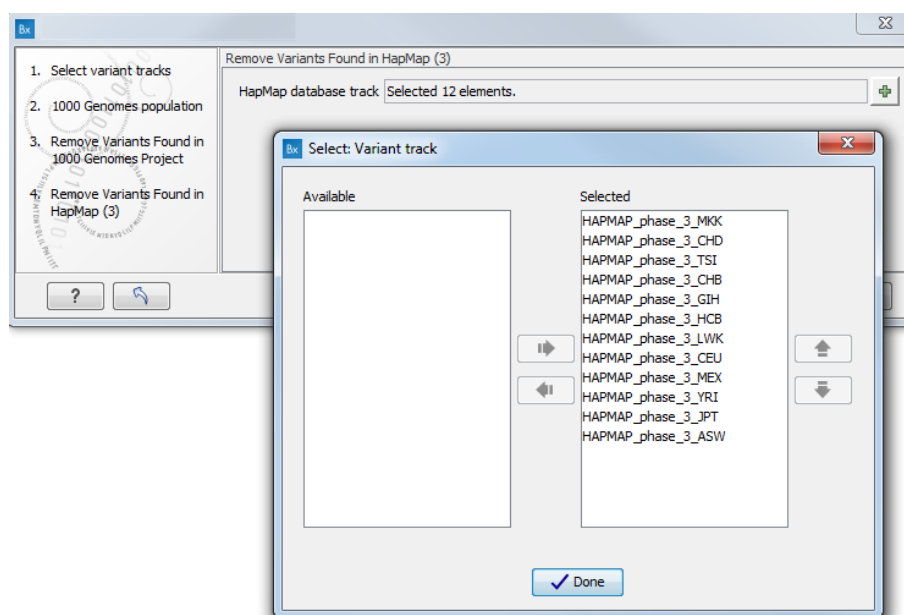 Bx
Remove Variants Found in HapMap (3)
1. Select variant tracks
2. 1000 Genomes population
3. Remove Variants Found in
1000 Genomes Project
4. Remove Variants Found in
HapMap (3)
HapMap database track Selected 12 elements.
?
Bx Select: Variant track
Available
Selected
HAPMAP_phase_3_MKK
HAPMAP_phase_3_CHD
HAPMAP_phase_3_TSI
HAPMAP_phase_3_CHB
HAPMAP_phase_3_GIH
HAPMAP_phase_3_HCB
HAPMAP_phase_3_LWK
HAPMAP_phase_3_CEU
HAPMAP_phase_3_MEX
HAPMAP_phase_3_YRI
HAPMAP_phase_3_JPT
HAPMAP_phase_3_ASW
Done